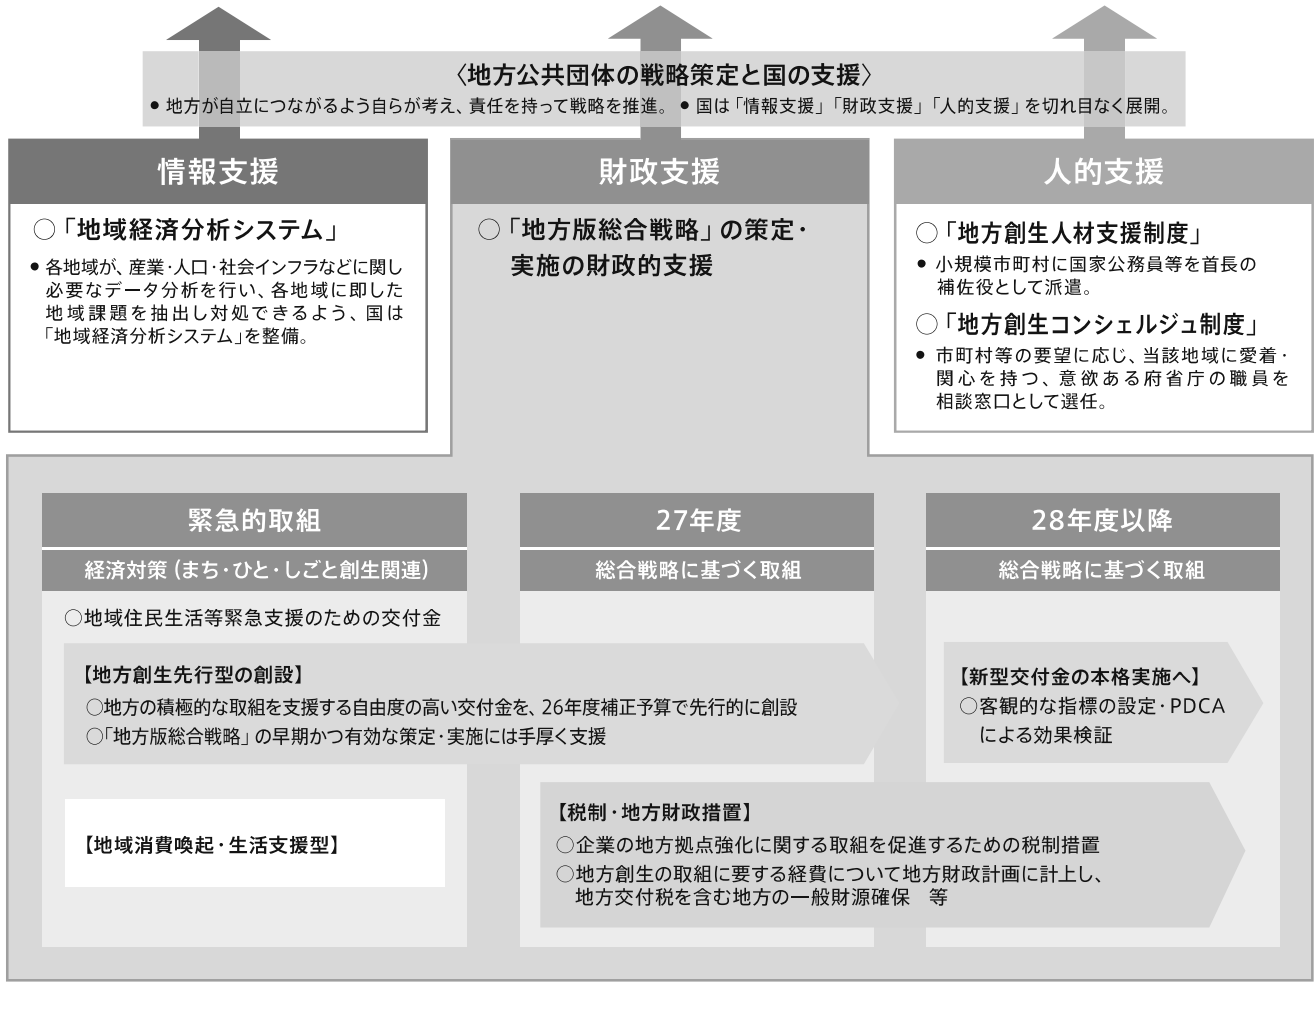 〈地方公共団体の戦略策定と国の支援〉
● 地方が自立につながるよう自らが考え、責任を持って戦略を推進。 ● 国は「情報支援」「財政支援」「人的支援」を切れ目なく展開。
情報支援
○「地域経済分析システム」
● 各地域が、産業・人口・社会インフラなどに関し
必要なデータ分析を行い、各地域に即した
地域課題を抽出し対処できるよう、国は
「地域経済分析システム」を整備。
財政支援
○「地方版総合戦略」の策定・
実施の財政的支援
人的支援
○「地方創生人材支援制度」
● 小規模市町村に国家公務員等を首長の
補佐役として派遣。
○「地方創生コンシェルジュ制度」
● 市町村等の要望に応じ、当該地域に愛着・
関心を持つ、意欲ある府省庁の職員を
相談窓口として選任。
緊急的取組
経済対策（まち・ひと・しごと創生関連）
○地域住民生活等緊急支援のための交付金
【地方創生先行型の創設】
○地方の積極的な取組を支援する自由度の高い交付金を、26年度補正予算で先行的に創設
○「地方版総合戦略」の早期かつ有効な策定・実施には手厚く支援
【地域消費喚起・生活支援型】
27年度
総合戦略に基づく取組
【税制・地方財政措置】
○企業の地方拠点強化に関する取組を促進するための税制措置
○地方創生の取組に要する経費について地方財政計画に計上し、
地方交付税を含む地方の一般財源確保　等
28年度以降
総合戦略に基づく取組
【新型交付金の本格実施へ】
○客観的な指標の設定・PDCA
による効果検証